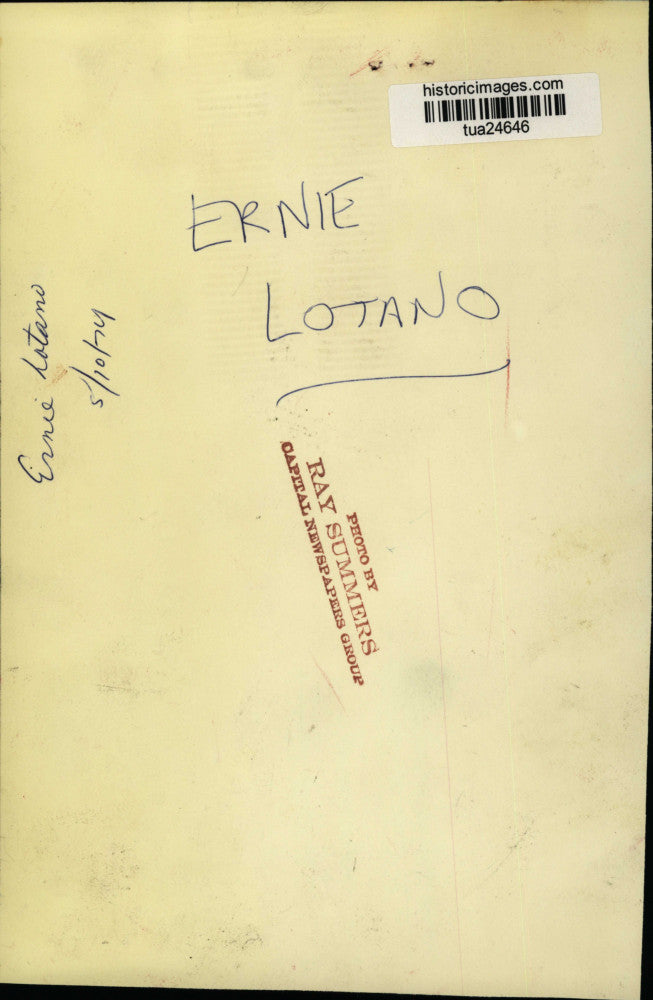 historicimages.com
tua24646
ERNIE
LOTANO
Ernie Lotano
5/10/74
PHOTO BY
RAY SUMMERS
CAPITAL NEWSPAPERS GROUP